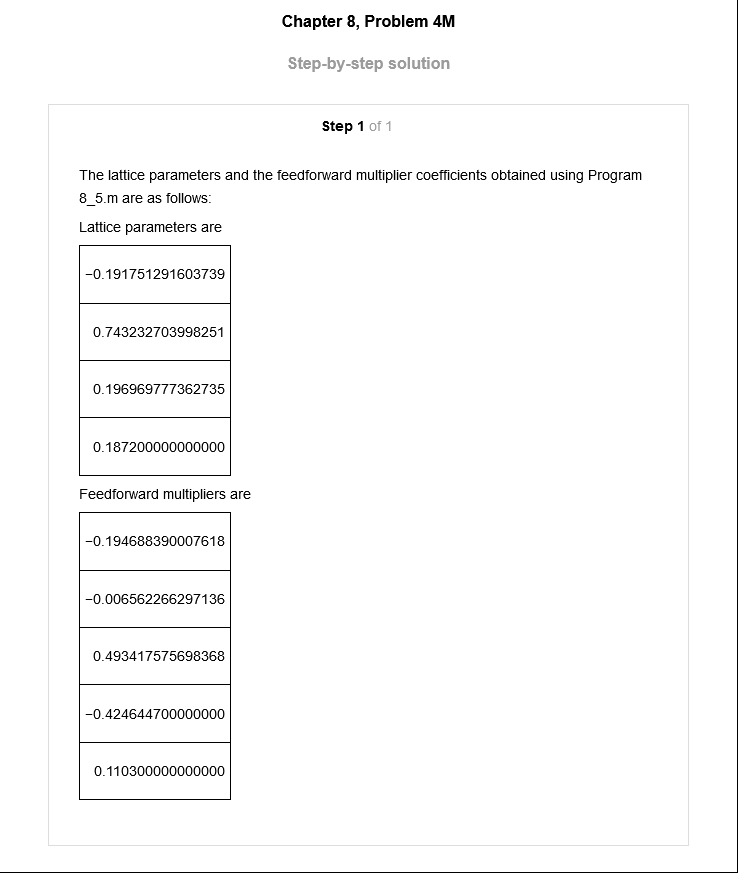 Chapter 8, Problem 4M
Step-by-step solution
Step 1 of 1
The lattice parameters and the feedforward multiplier coefficients obtained using Program
8_5.m are as follows:
Lattice parameters are
−0.191751291603739
0.743232703998251
0.196969777362735
0.187200000000000
Feedforward multipliers are
−0.194688390007618
−0.006562266297136
0.493417575698368
−0.424644700000000
0.110300000000000